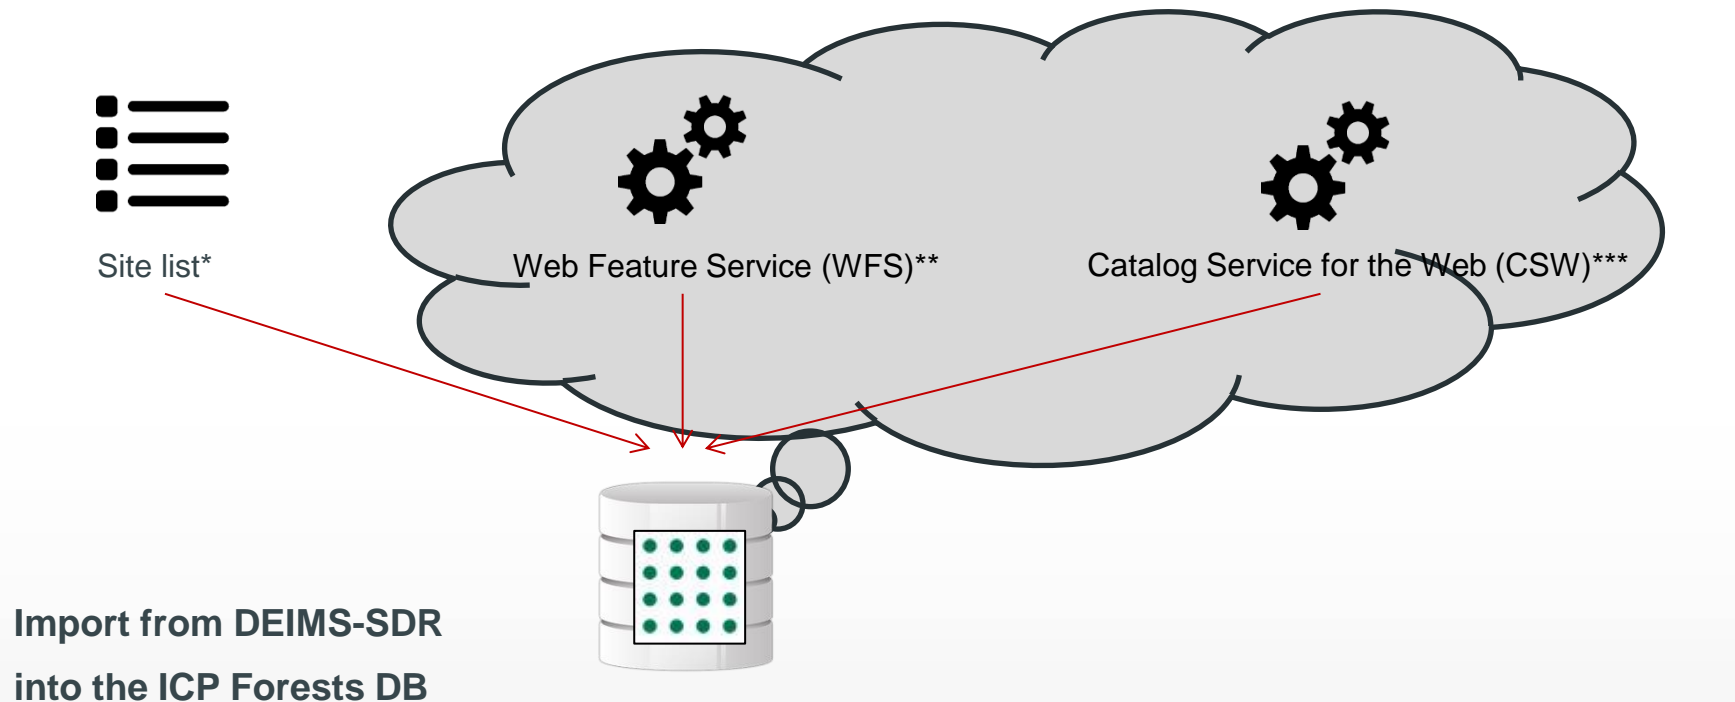 Site list*
Web Feature Service (WFS)**
Catalog Service for the Web (CSW)***
Import from DEIMS-SDR
into the ICP Forests DB